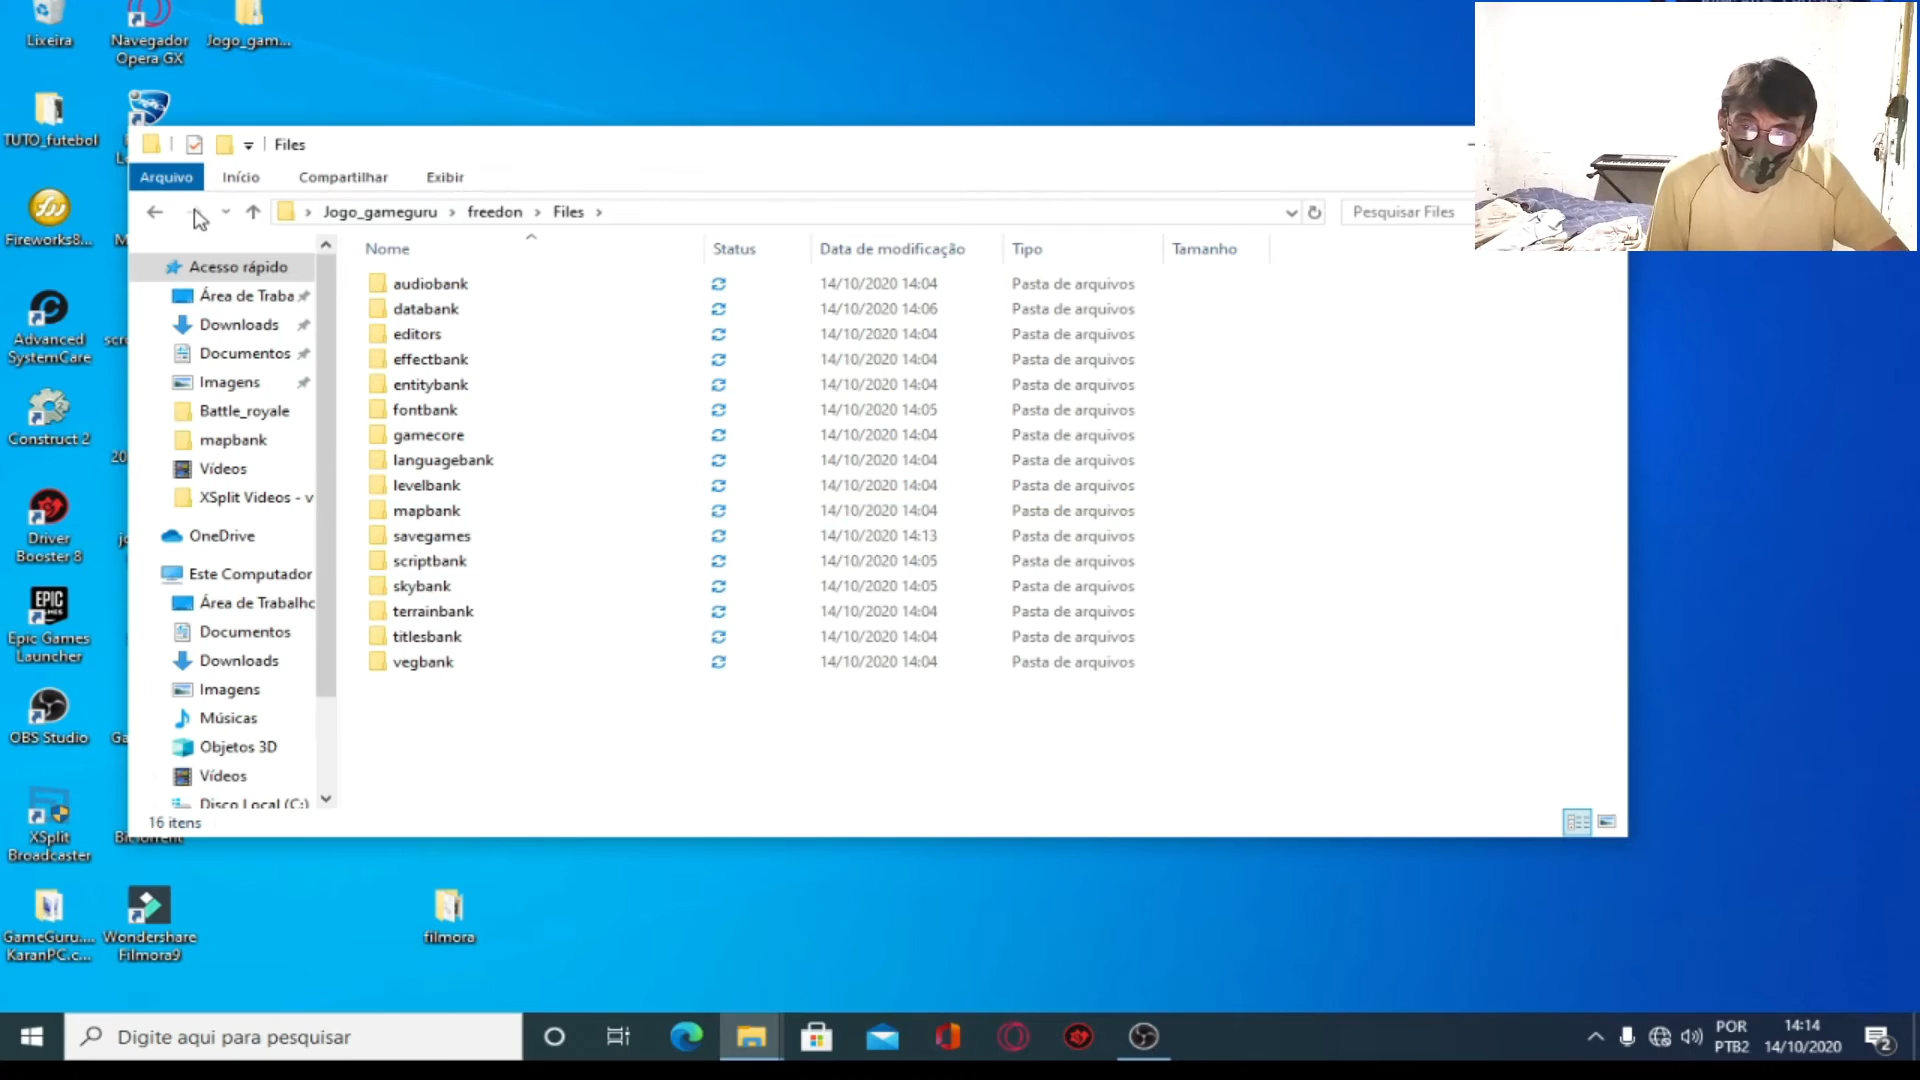 Lixeira
Navegador
Opera GX
Jogo_gam...
TUTO_futebol
Fireworks8...
Advanced
SystemCare
Construct 2
20
Driver
Booster 8
EPIC
GAMES
Epic Games
Launcher
OBS Studio
XSplit
Broadcaster
GameGuru....
KaranPC.c...
Wondershare
Filmora9
filmora
Files
Arquivo
Início
Compartilhar
Exibir
Jogo_gameguru
freedon
Files
Pesquisar Files
Acesso rápido
Área de Traba
Downloads
Documentos
Imagens
Battle_royale
mapbank
Vídeos
XSplit Videos - v
OneDrive
Este Computador
Área de Trabalhc
Documentos
Downloads
Imagens
Músicas
Objetos 3D
Vídeos
Disco Local (C:)
16 itens
Nome Status Data de modificação Tipo Tamanho
audiobank 14/10/2020 14:04 Pasta de arquivos
databank 14/10/2020 14:06 Pasta de arquivos
editors 14/10/2020 14:04 Pasta de arquivos
effectbank 14/10/2020 14:04 Pasta de arquivos
entitybank 14/10/2020 14:04 Pasta de arquivos
fontbank 14/10/2020 14:05 Pasta de arquivos
gamecore 14/10/2020 14:04 Pasta de arquivos
languagebank 14/10/2020 14:04 Pasta de arquivos
levelbank 14/10/2020 14:04 Pasta de arquivos
mapbank 14/10/2020 14:04 Pasta de arquivos
savegames 14/10/2020 14:13 Pasta de arquivos
scriptbank 14/10/2020 14:05 Pasta de arquivos
skybank 14/10/2020 14:05 Pasta de arquivos
terrainbank 14/10/2020 14:04 Pasta de arquivos
titlesbank 14/10/2020 14:04 Pasta de arquivos
vegbank 14/10/2020 14:04 Pasta de arquivos
Digite aqui para pesquisar
POR
PTB2
14:14
14/10/2020
2